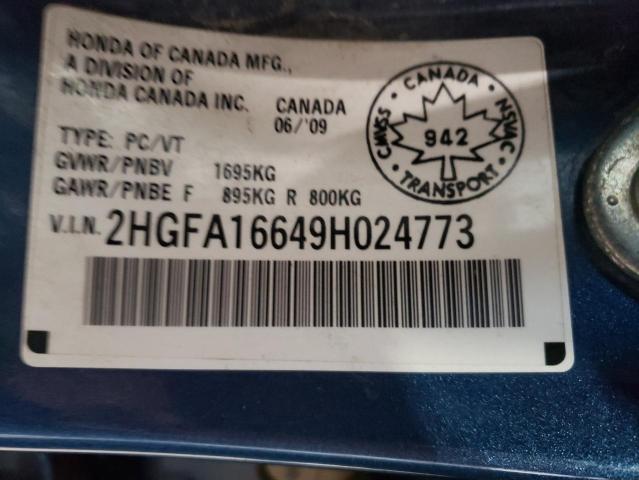 HONDA OF CANADA MFG.,
A DIVISION OF
HONDA CANADA INC. CANADA
06/'09
TYPE: PC/VT
GVWR/PNBV 1695KG
GAWR/PNBE F 895KG R 800KG
V.I.N. 2HGFA16649H024773
CANADA
CMVSS NSVAC
942
TRANSPORT